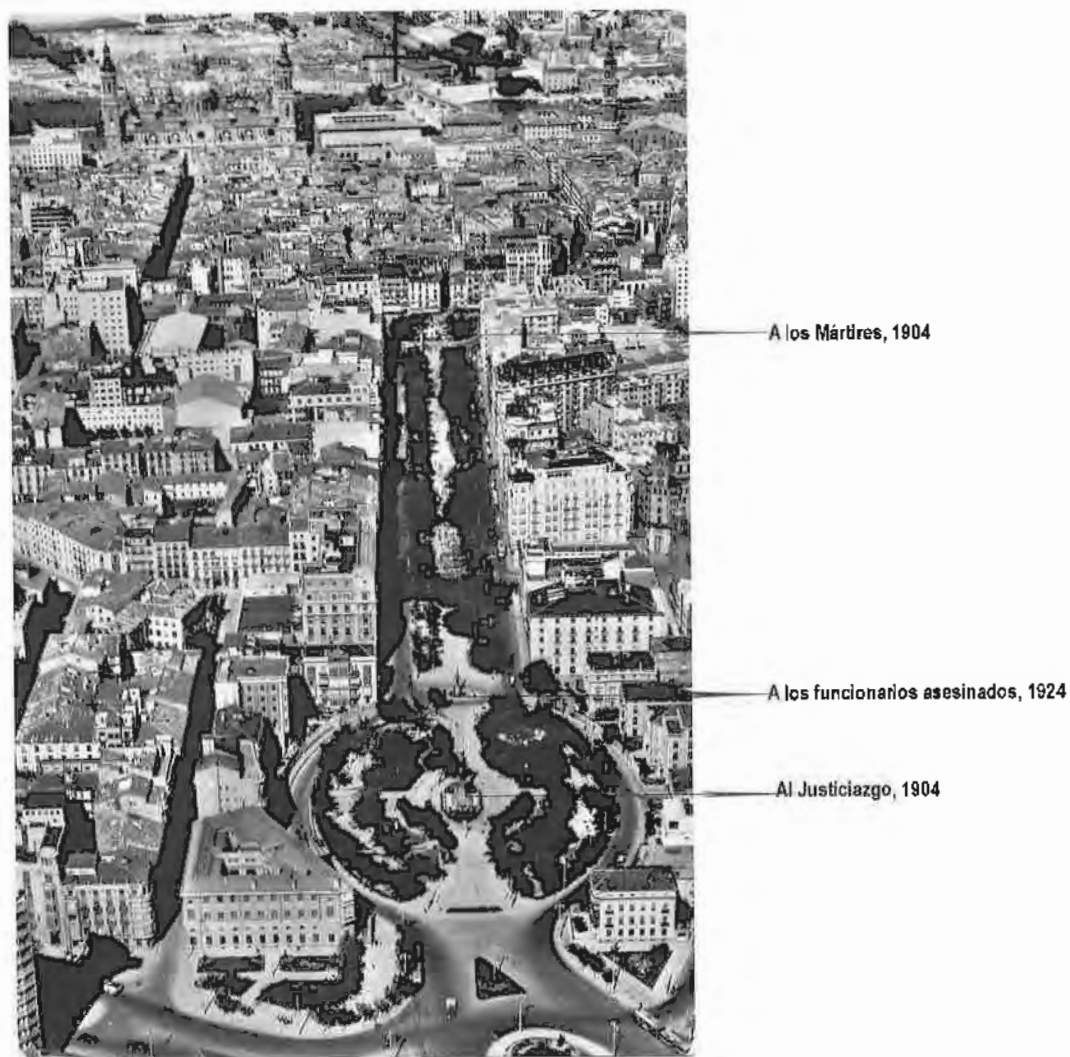 A los Mártires, 1904
A los funcionarios asesinados, 1924
Al Justiciazgo, 1904